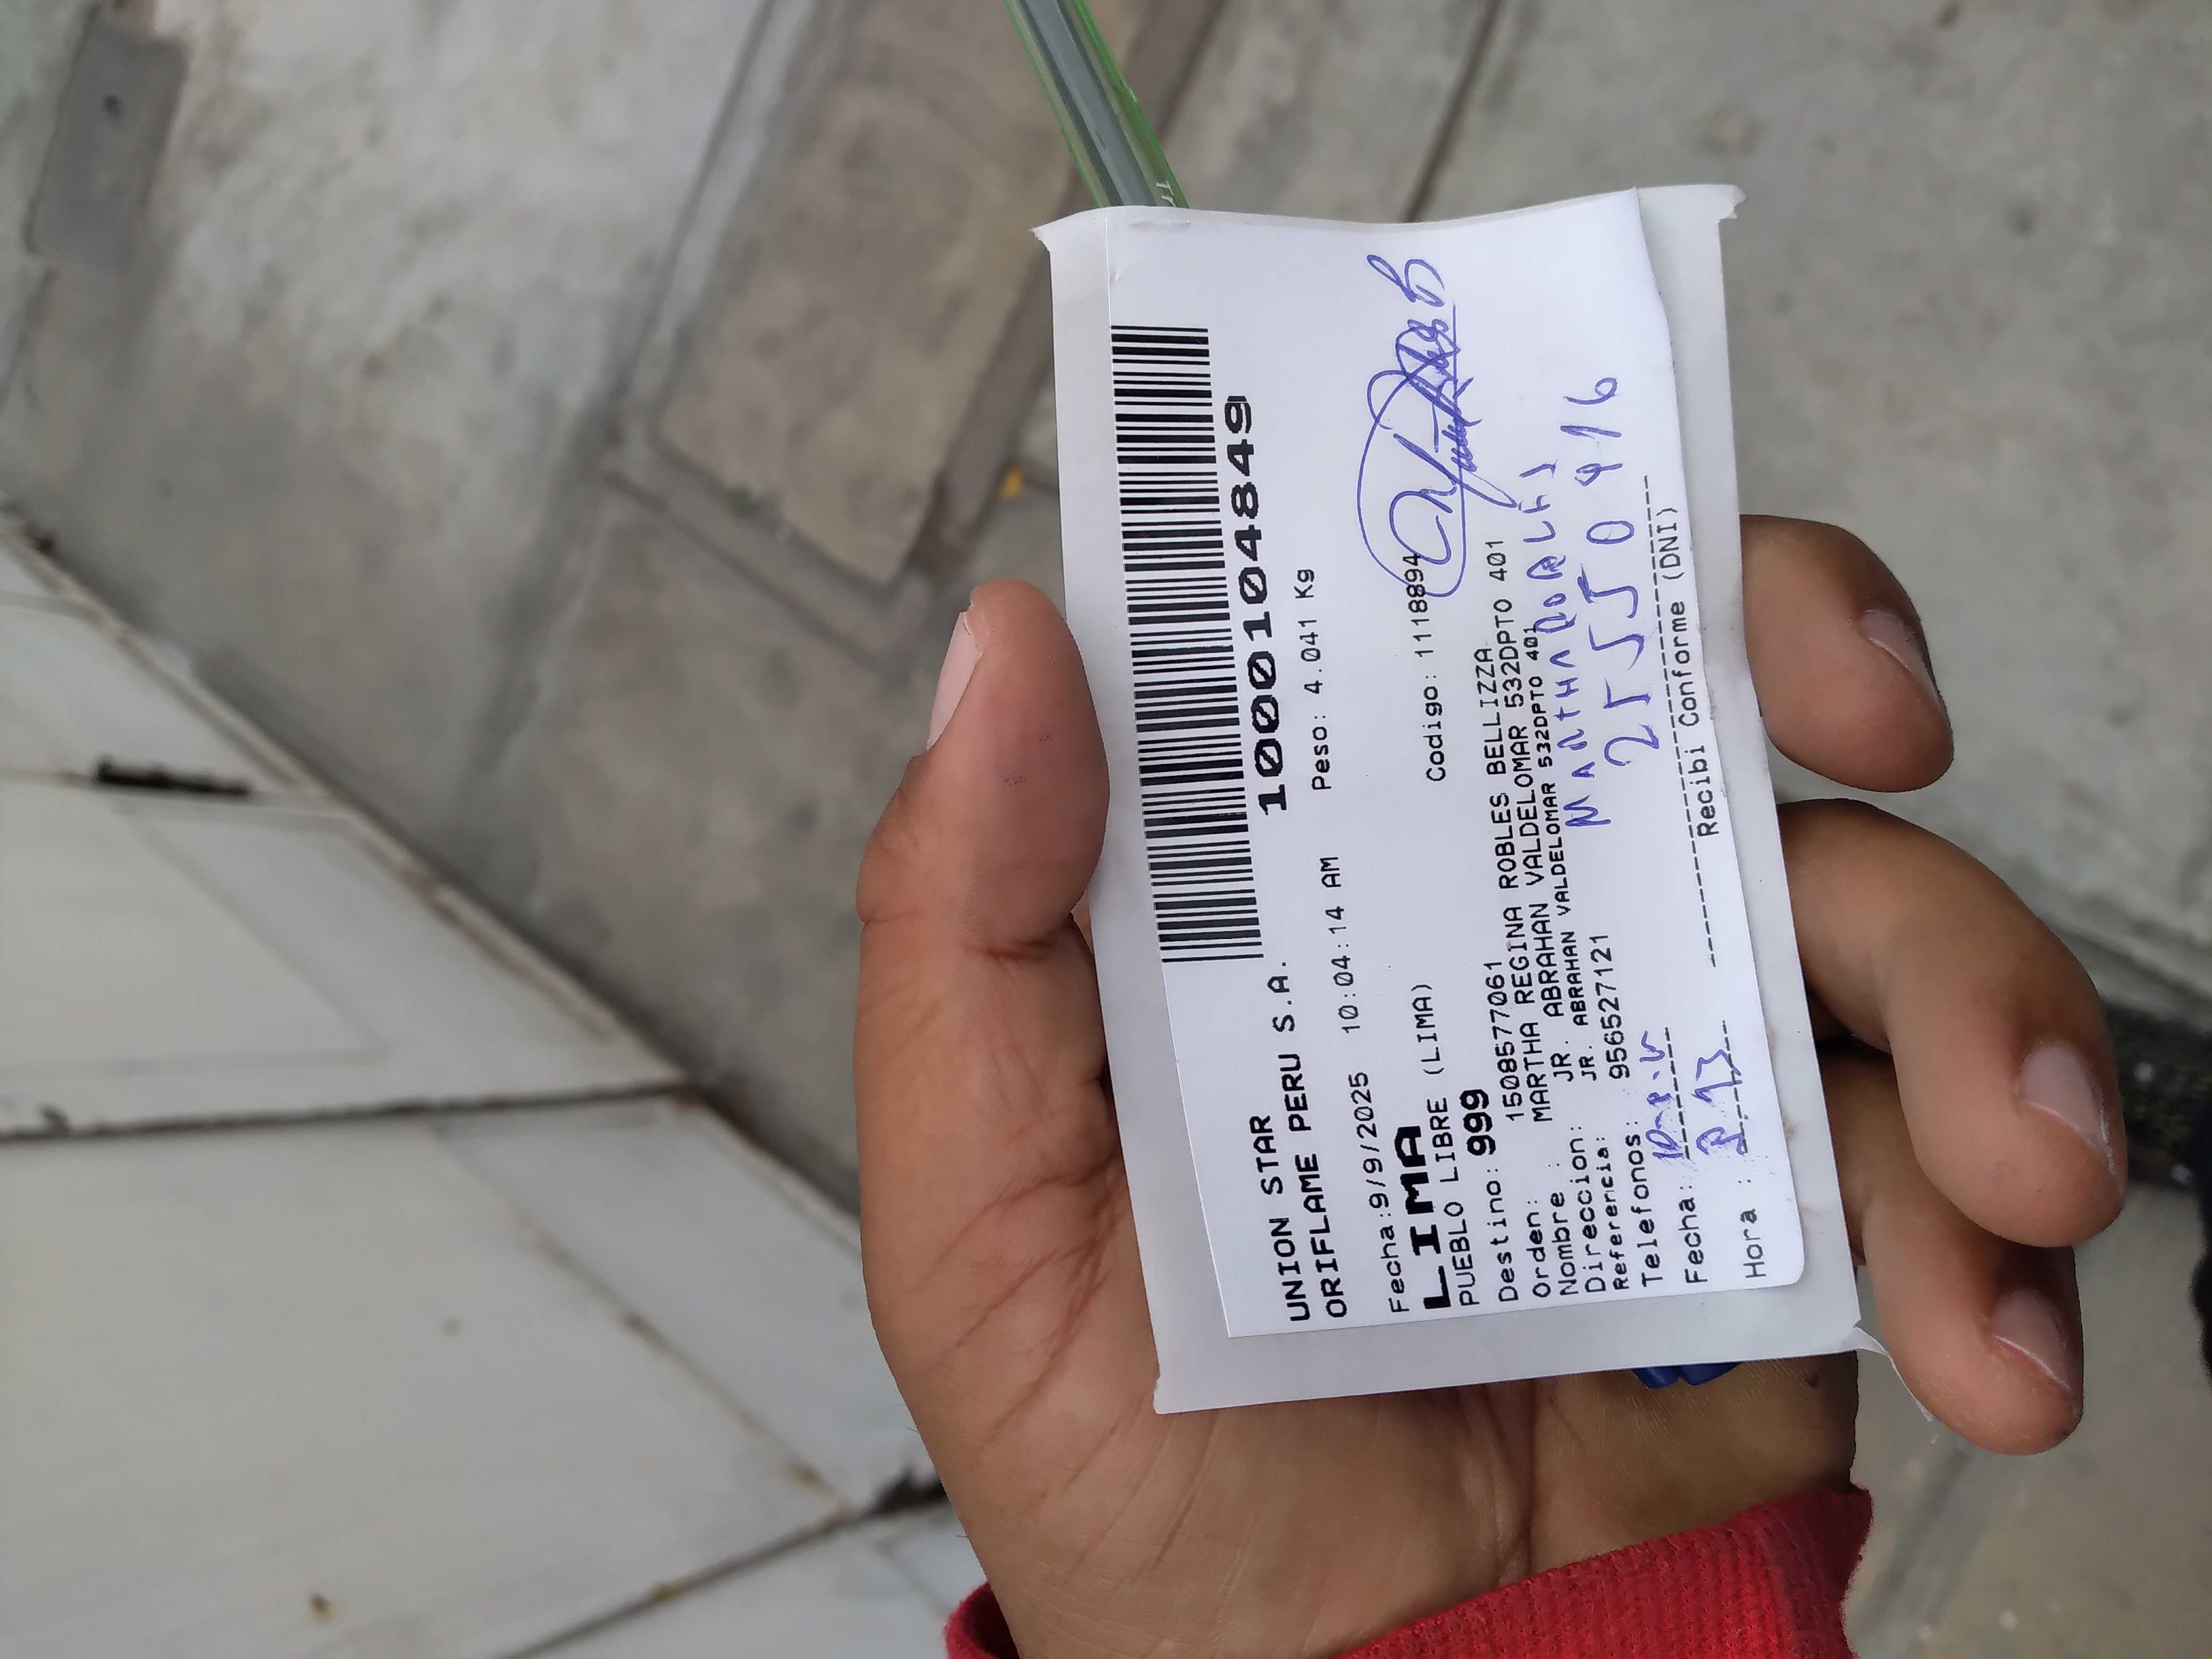 1000104849
UNION STAR
ORIFLAME PERU S.A.
Fecha:9/9/2025 10:04:14 AM Peso: 4.041 Kg
LIMA
PUEBLO LIBRE (LIMA) Codigo: 1118894
Destino: 999
Orden: 1508577061
Nombre : MARTHA REGINA ROBLES BELLIZZA
Direccion: JR. ABRAHAN VALDELOMAR 532DPTO 401
Referencia: JR. ABRAHAN VALDELOMAR 532DPTO 401
Telefonos: 956527121
MARTHA ROBLES
Fecha:
25550916
Hora :
Recibi Conforme (DNI)